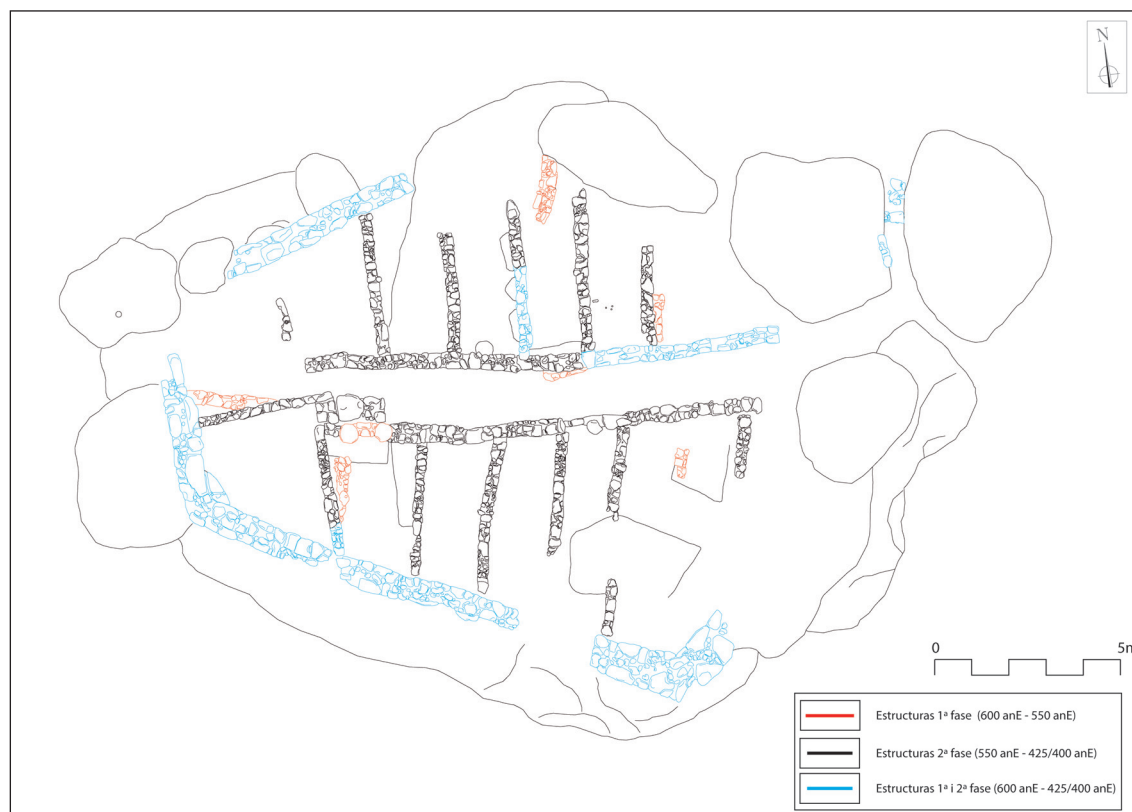 N
0 5m
Estructuras 1ª fase (600 anE - 550 anE)
Estructuras 2ª fase (550 anE - 425/400 anE)
Estructuras 1ª i 2ª fase (600 anE - 425/400 anE)